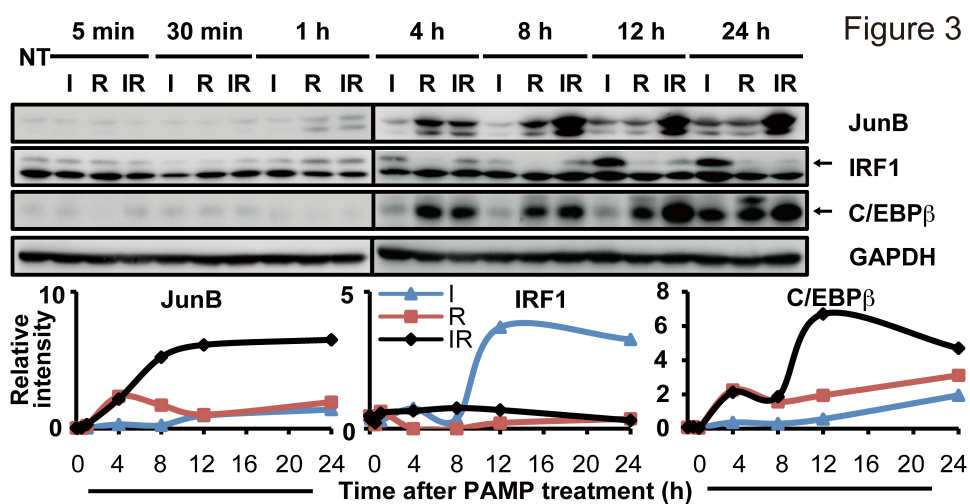 Figure 3
5 min 30 min 1 h 4 h 8 h 12 h 24 h
NT
I R IR I R IR I R IR I R IR I R IR I R IR I R IR
JunB
IRF1
C/EBPβ
GAPDH
JunB IRF1 C/EBPβ
I
R
IR
Relative
intensity
10
0
5
0
8
6
4
2
0
0 4 8 12 16 20 24 0 4 8 12 16 20 24 0 4 8 12 16 20 24
Time after PAMP treatment (h)